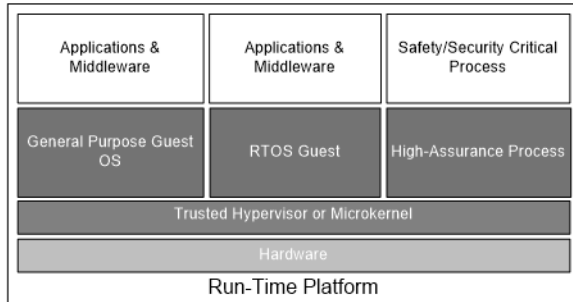 Applications &
Middleware
Applications &
Middleware
Safety/Security Critical
Process
General Purpose Guest
OS
RTOS Guest
High-Assurance Process
Trusted Hypervisor or Microkernel
Hardware
Run-Time Platform